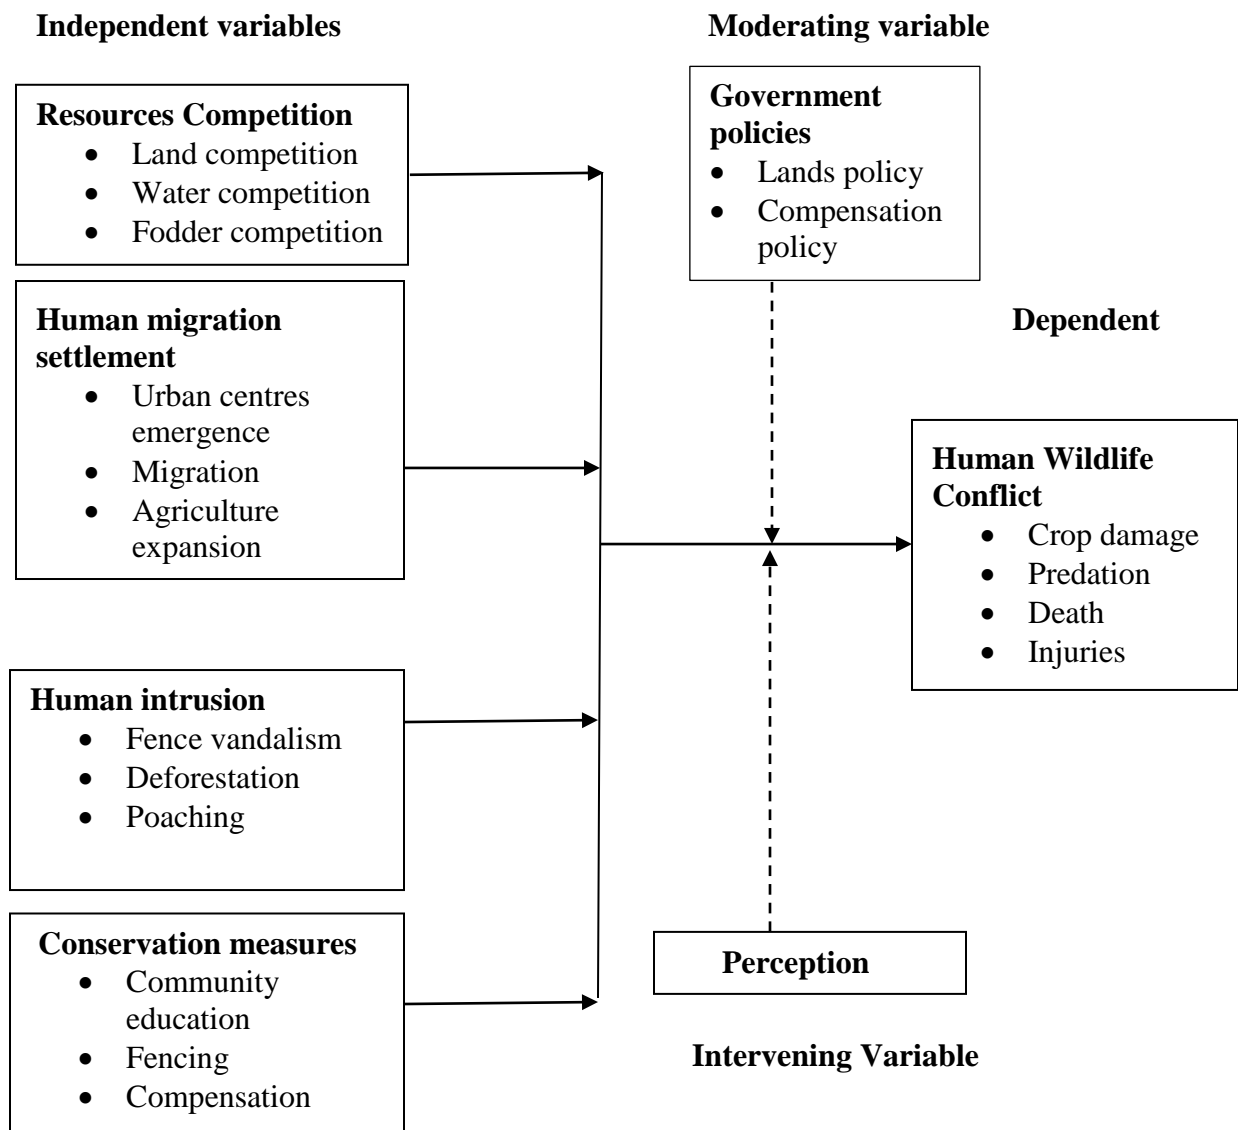 Independent variables
Resources Competition
• Land competition
• Water competition
• Fodder competition
Human migration
settlement
• Urban centres
emergence
• Migration
• Agriculture
expansion
Human intrusion
• Fence vandalism
• Deforestation
• Poaching
Conservation measures
• Community
education
• Fencing
• Compensation
Moderating variable
Government
policies
• Lands policy
• Compensation
policy
Dependent
Human Wildlife
Conflict
• Crop damage
• Predation
• Death
• Injuries
Perception
Intervening Variable